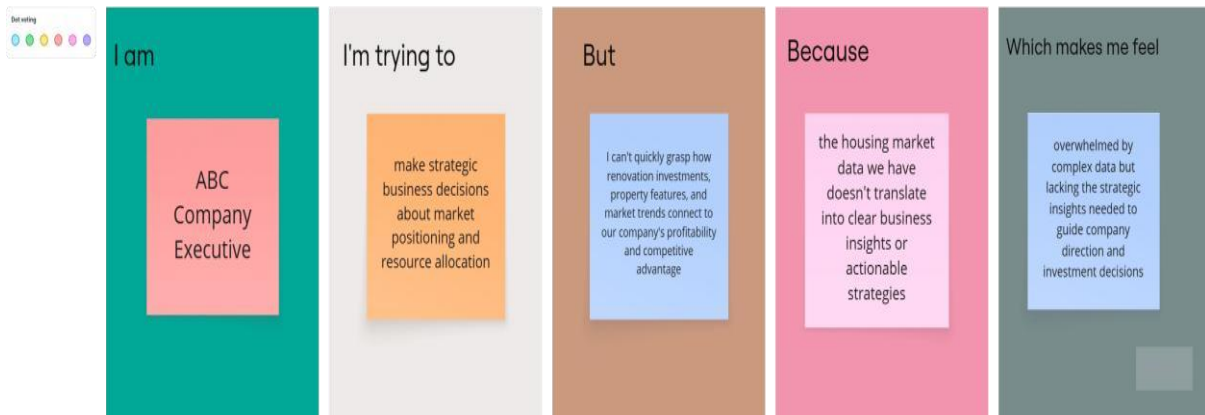 Dot voting
I am
ABC
Company
Executive
I'm trying to
make strategic
business decisions
about market
positioning and
resource allocation
But
I can't quickly grasp how
renovation investments,
property features, and
market trends connect to
our company's profitability
and competitive
advantage
Because
the housing market
data we have
doesn't translate
into clear business
insights or
actionable
strategies
Which makes me feel
overwhelmed by
complex data but
lacking the strategic
insights needed to
guide company
direction and
investment decisions